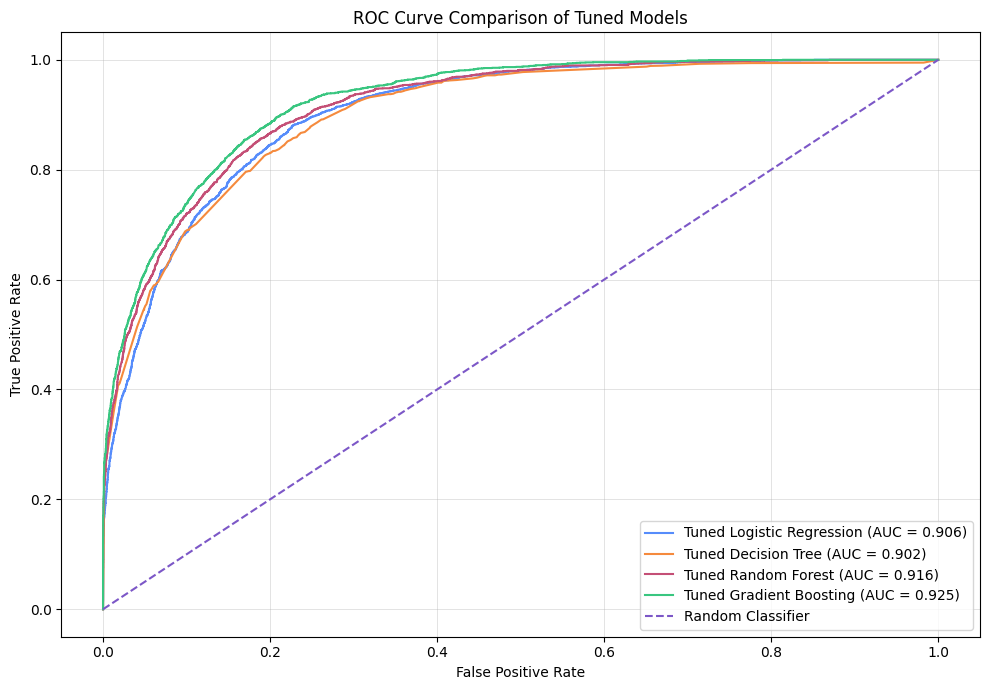 ROC Curve Comparison of Tuned Models
True Positive Rate
1.0
0.8
0.6
0.4
0.2
0.0
Tuned Logistic Regression (AUC = 0.906)
Tuned Decision Tree (AUC = 0.902)
Tuned Random Forest (AUC = 0.916)
Tuned Gradient Boosting (AUC = 0.925)
Random Classifier
0.0 0.2 0.4 0.6 0.8 1.0
False Positive Rate